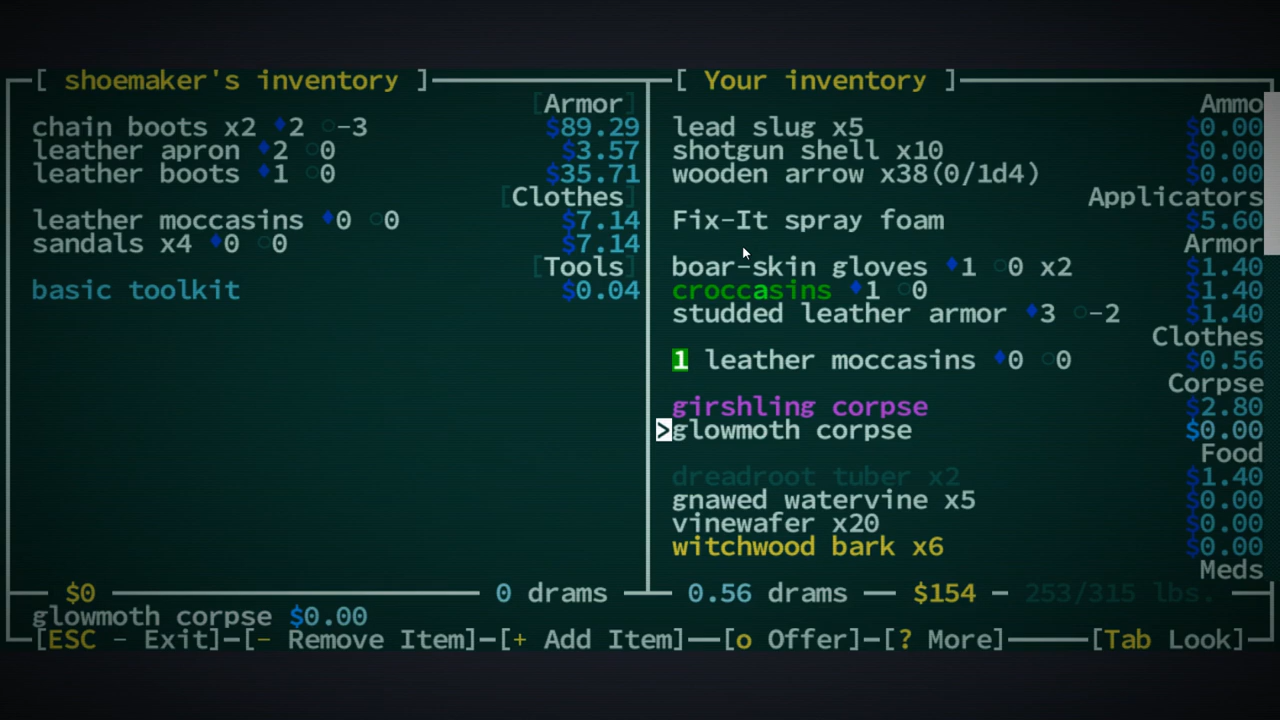 [ shoemaker's inventory ]
[Armor]
chain boots x2 ♦2 ○-3 $89.29
leather apron ♦2 ○0 $3.57
leather boots ♦1 ○0 $35.71
[Clothes]
leather moccasins ♦0 ○0 $7.14
sandals x4 ♦0 ○0 $7.14
[Tools]
basic toolkit $0.04
[ Your inventory ]
Ammo
lead slug x5 $0.00
shotgun shell x10 $0.00
wooden arrow x38(0/1d4) $0.00
Applicators
Fix-It spray foam $5.60
Armor
boar-skin gloves ♦1 ○0 x2 $1.40
croccasins ♦1 ○0 $1.40
studded leather armor ♦3 ○-2 $1.40
Clothes
1 leather moccasins ♦0 ○0 $0.56
Corpse
girshling corpse $2.80
>glowmoth corpse $0.00
Food
dreadroot tuber x2 $1.40
gnawed watervine x5 $0.00
vinewafer x20 $0.00
witchwood bark x6 $0.00
Meds
$0 0 drams 0.56 drams $154 253/315 lbs.
glowmoth corpse $0.00
[ESC - Exit] [- Remove Item] [+ Add Item] [o Offer] [? More] [Tab Look]